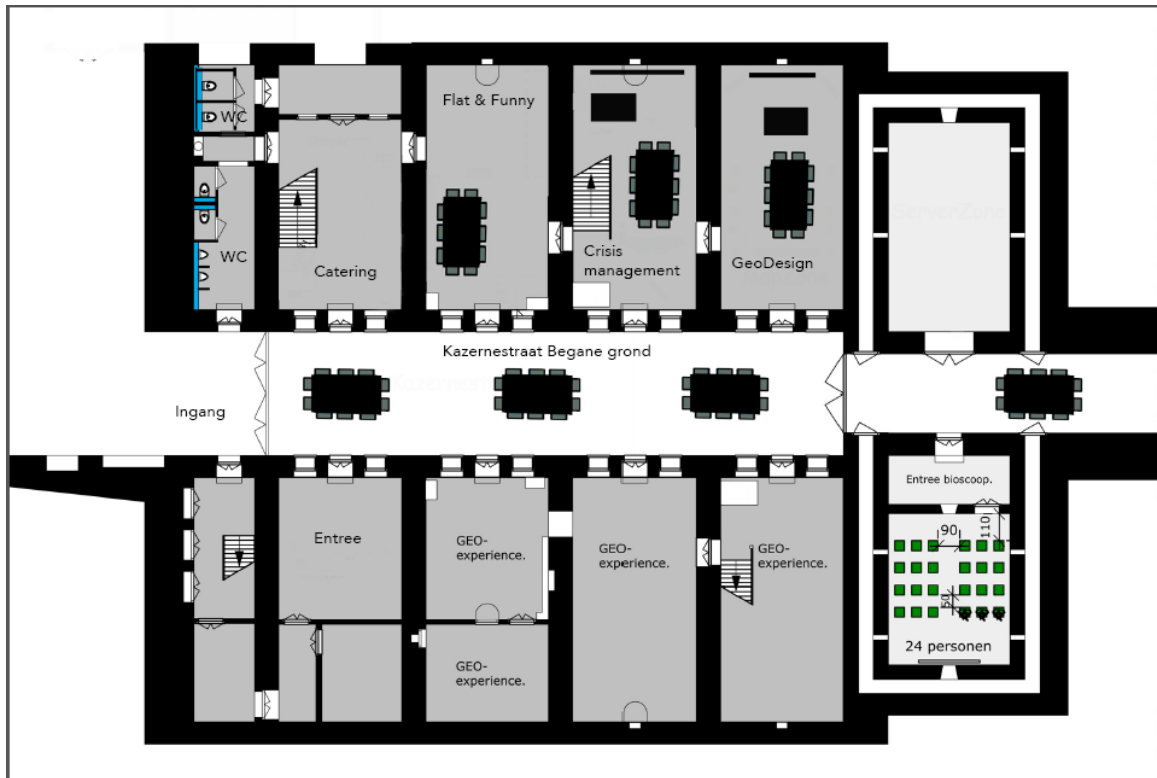 WC
WC
Catering
Flat & Funny
Crisis
management
GeoDesign
Kazernestraat Begane grond
Ingang
Entree
GEO-
experience.
GEO-
experience.
GEO-
experience.
GEO-
experience.
Entree bioscoop.
90
110
50
24 personen